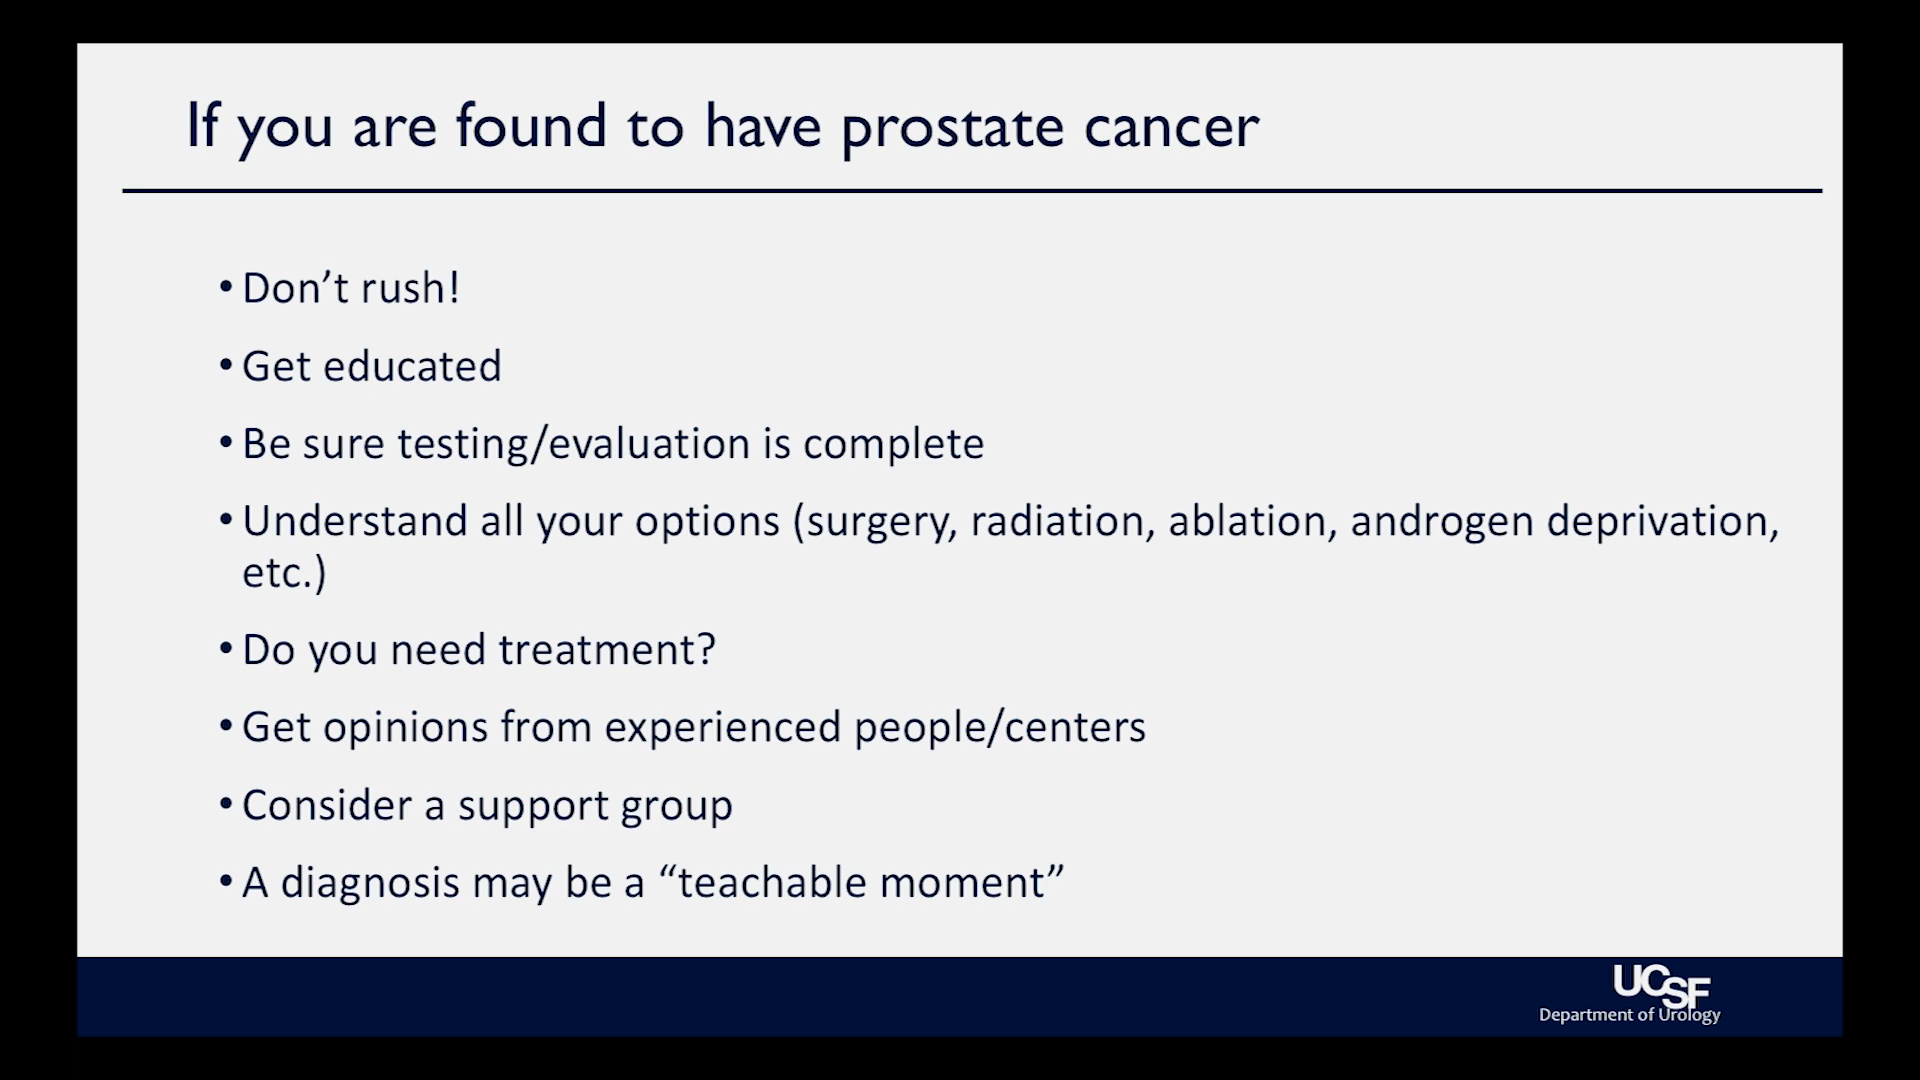 If you are found to have prostate cancer
• Don’t rush!
• Get educated
• Be sure testing/evaluation is complete
• Understand all your options (surgery, radiation, ablation, androgen deprivation,
etc.)
• Do you need treatment?
• Get opinions from experienced people/centers
• Consider a support group
• A diagnosis may be a “teachable moment”
UCSF
Department of Urology